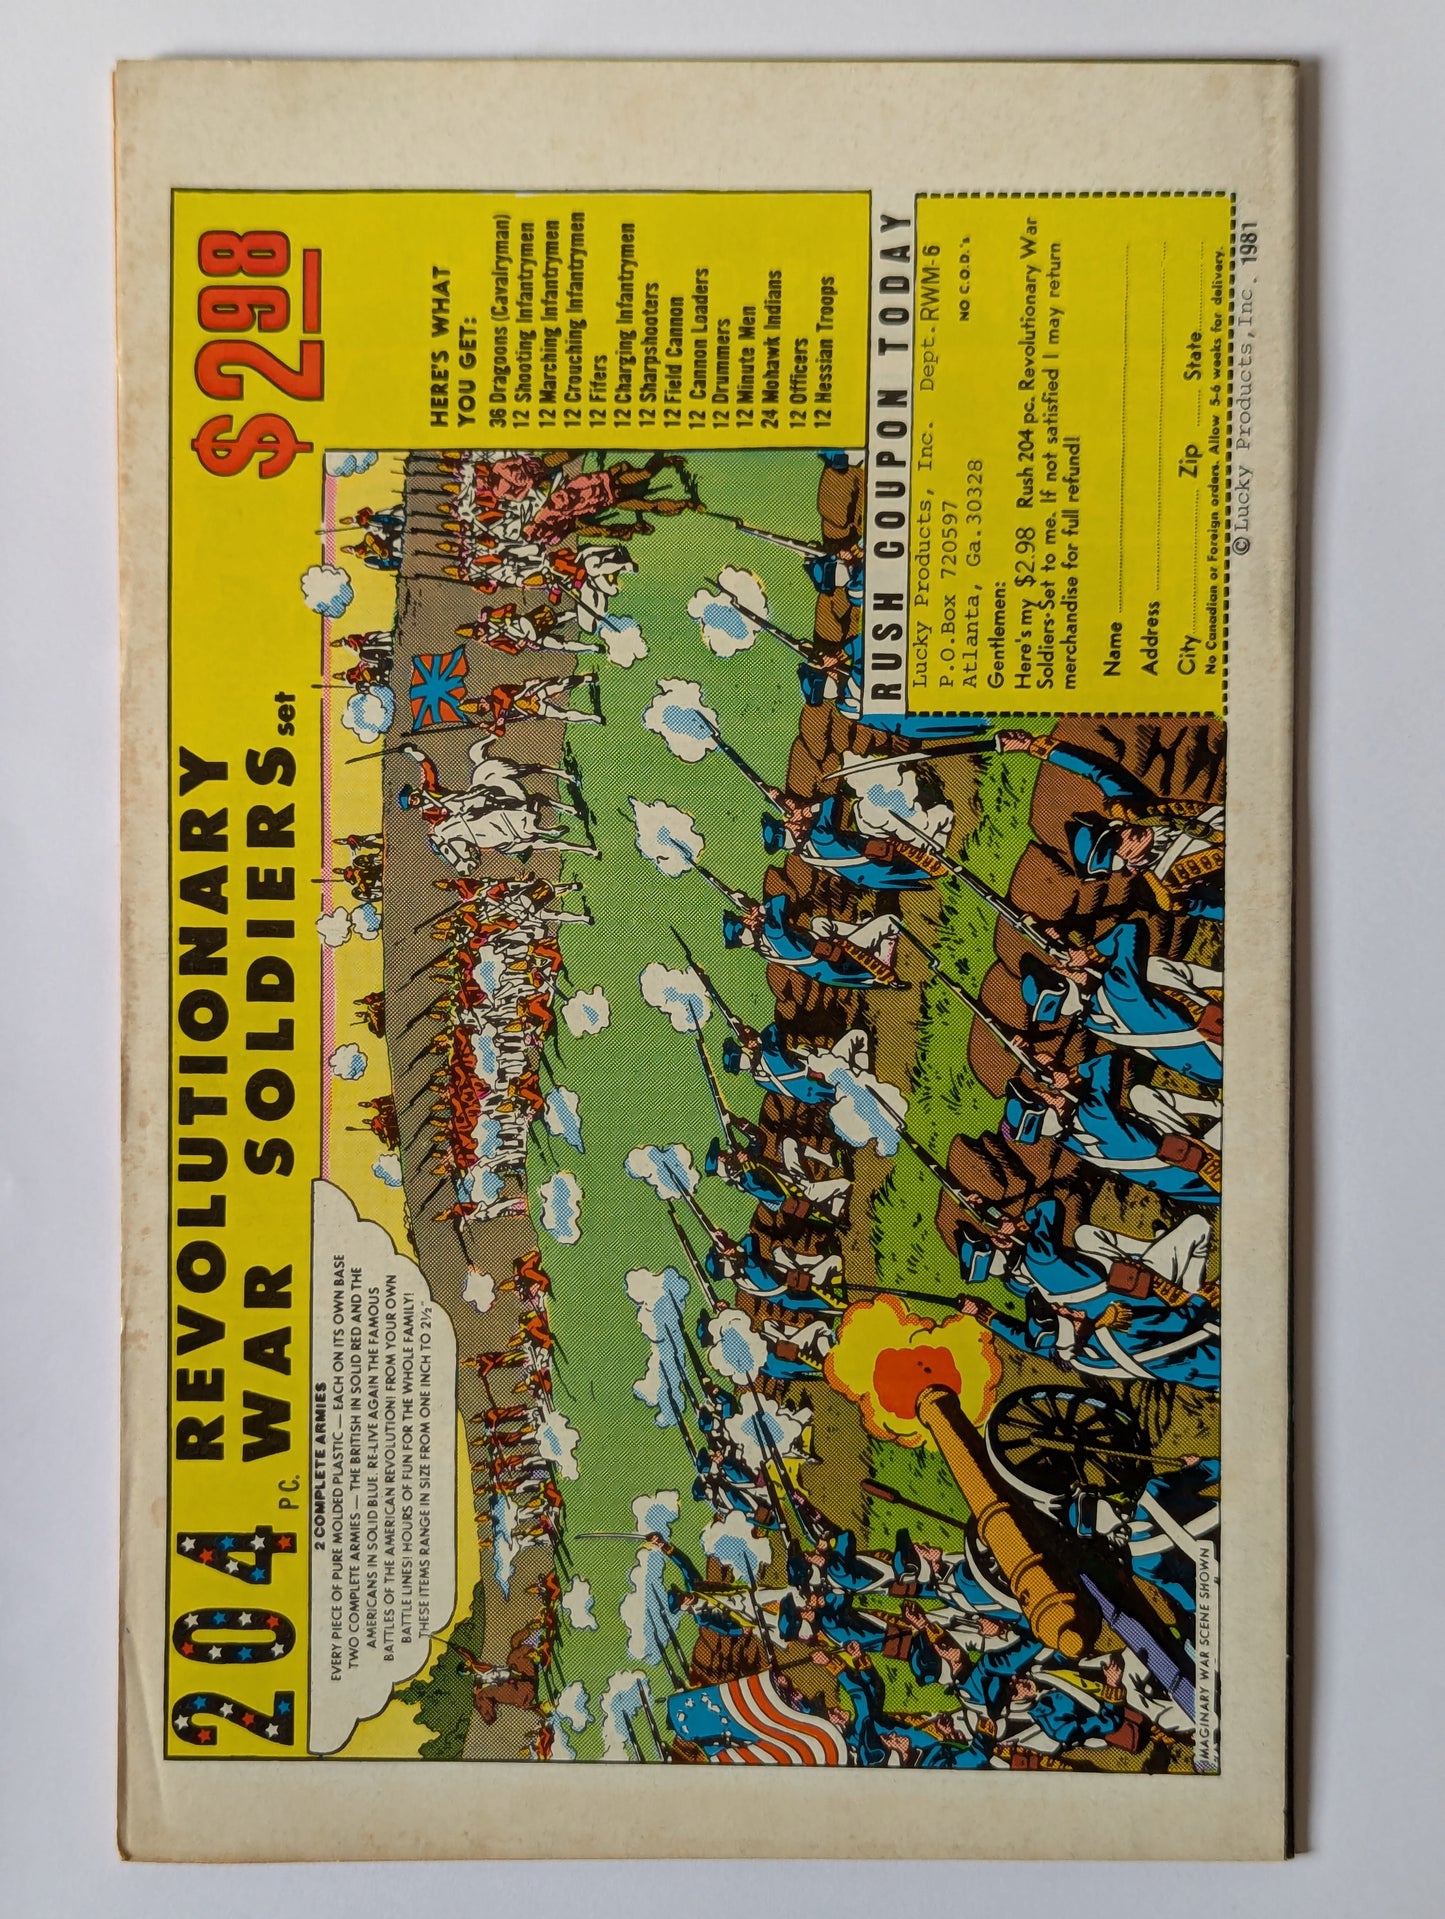 204 PC. REVOLUTIONARY
WAR SOLDIERS set
$2 98
2 COMPLETE ARMIES
EVERY PIECE OF PURE MOLDED PLASTIC — EACH ON ITS OWN BASE
TWO COMPLETE ARMIES — THE BRITISH IN SOLID RED AND THE
AMERICANS IN SOLID BLUE. RE-LIVE AGAIN THE FAMOUS
BATTLES OF THE AMERICAN REVOLUTION! FROM YOUR OWN
BATTLE LINES! HOURS OF FUN FOR THE WHOLE FAMILY!
THESE ITEMS RANGE IN SIZE FROM ONE INCH TO 2½"
HERE'S WHAT
YOU GET:
36 Dragoons (Cavalryman)
12 Shooting Infantrymen
12 Marching Infantrymen
12 Crouching Infantrymen
12 Fifers
12 Charging Infantrymen
12 Sharpshooters
12 Field Cannon
12 Cannon Loaders
12 Drummers
12 Minute Men
24 Mohawk Indians
12 Officers
12 Hessian Troops
RUSH COUPON TODAY
Lucky Products, Inc. Dept. RWM-6
P.O.Box 720597
NO C.O.D.'s
Atlanta, Ga. 30328
Gentlemen:
Here's my $2.98 Rush 204 pc. Revolutionary War
Soldiers-Set to me. If not satisfied I may return
merchandise for full refund!
Name
Address
City Zip State
No Canadian or Foreign orders. Allow 5-6 weeks for delivery.
© Lucky Products, Inc. 1981
IMAGINARY WAR SCENE SHOWN